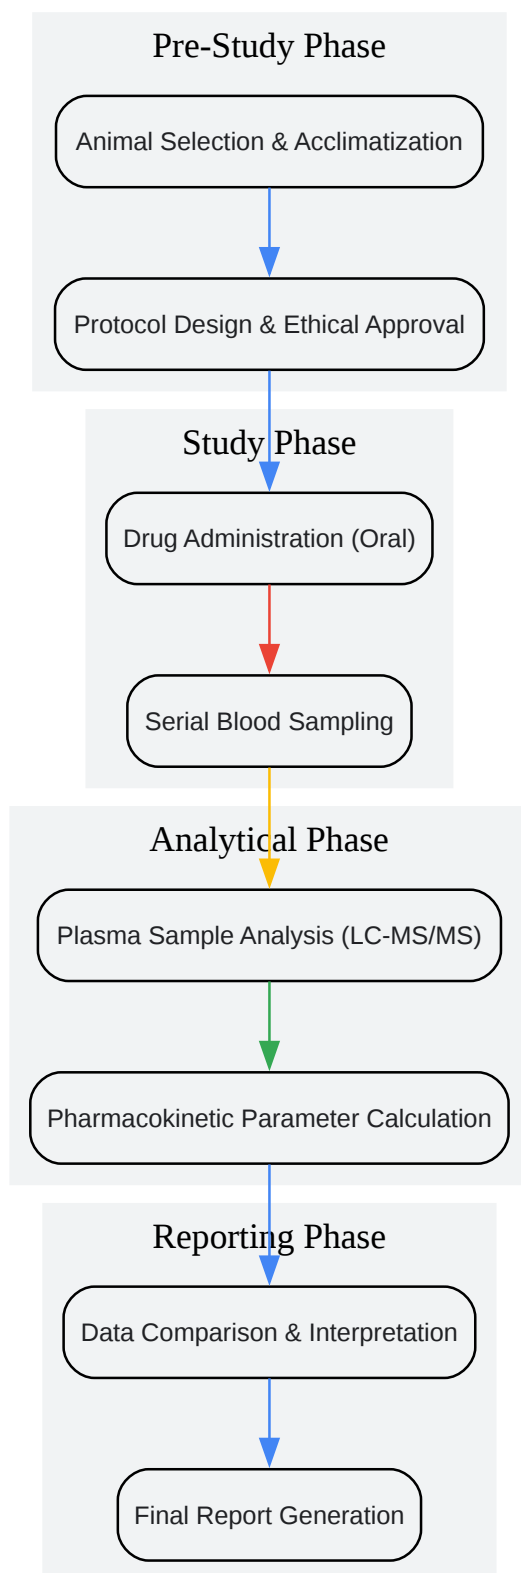 Pre-Study Phase
Animal Selection & Acclimatization
Protocol Design & Ethical Approval
Study Phase
Drug Administration (Oral)
Serial Blood Sampling
Analytical Phase
Plasma Sample Analysis (LC-MS/MS)
Pharmacokinetic Parameter Calculation
Reporting Phase
Data Comparison & Interpretation
Final Report Generation